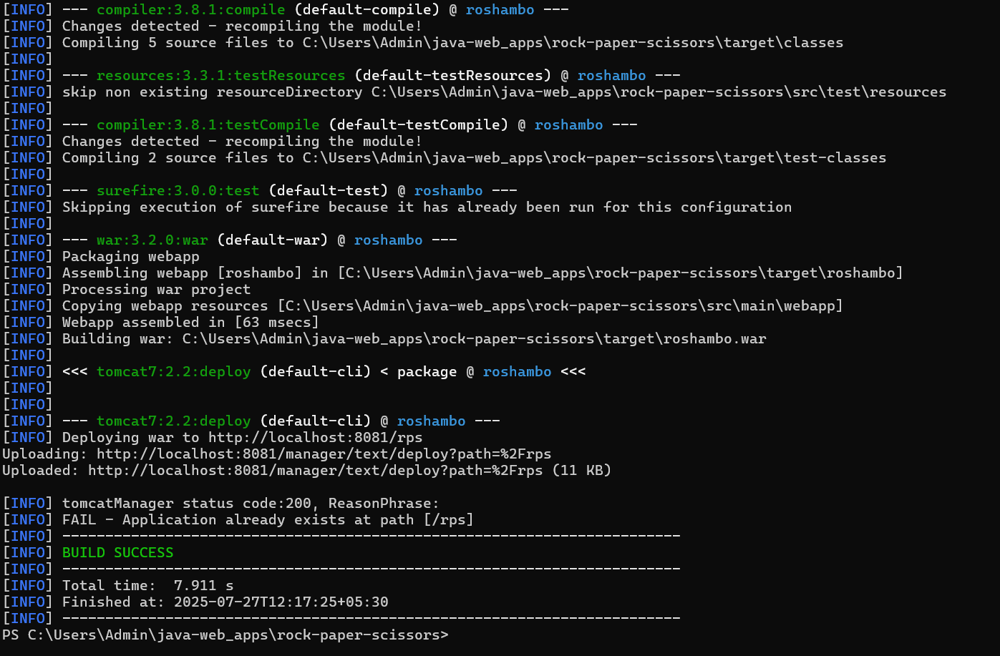 [INFO] --- compiler:3.8.1:compile (default-compile) @ roshambo ---
[INFO] Changes detected - recompiling the module!
[INFO] Compiling 5 source files to C:\Users\Admin\java-web_apps\rock-paper-scissors\target\classes
[INFO]
[INFO] --- resources:3.3.1:testResources (default-testResources) @ roshambo ---
[INFO] skip non existing resourceDirectory C:\Users\Admin\java-web_apps\rock-paper-scissors\src\test\resources
[INFO]
[INFO] --- compiler:3.8.1:testCompile (default-testCompile) @ roshambo ---
[INFO] Changes detected - recompiling the module!
[INFO] Compiling 2 source files to C:\Users\Admin\java-web_apps\rock-paper-scissors\target\test-classes
[INFO]
[INFO] --- surefire:3.0.0:test (default-test) @ roshambo ---
[INFO] Skipping execution of surefire because it has already been run for this configuration
[INFO]
[INFO] --- war:3.2.0:war (default-war) @ roshambo ---
[INFO] Packaging webapp
[INFO] Assembling webapp [roshambo] in [C:\Users\Admin\java-web_apps\rock-paper-scissors\target\roshambo]
[INFO] Processing war project
[INFO] Copying webapp resources [C:\Users\Admin\java-web_apps\rock-paper-scissors\src\main\webapp]
[INFO] Webapp assembled in [63 msecs]
[INFO] Building war: C:\Users\Admin\java-web_apps\rock-paper-scissors\target\roshambo.war
[INFO]
[INFO] <<< tomcat7:2.2:deploy (default-cli) < package @ roshambo <<<
[INFO]
[INFO]
[INFO] --- tomcat7:2.2:deploy (default-cli) @ roshambo ---
[INFO] Deploying war to http://localhost:8081/rps
Uploading: http://localhost:8081/manager/text/deploy?path=%2Frps
Uploaded: http://localhost:8081/manager/text/deploy?path=%2Frps (11 KB)
[INFO] tomcatManager status code:200, ReasonPhrase:
[INFO] FAIL - Application already exists at path [/rps]
[INFO] ------------------------------------------------------------------------
[INFO] BUILD SUCCESS
[INFO] ------------------------------------------------------------------------
[INFO] Total time:  7.911 s
[INFO] Finished at: 2025-07-27T12:17:25+05:30
[INFO] ------------------------------------------------------------------------
PS C:\Users\Admin\java-web_apps\rock-paper-scissors>